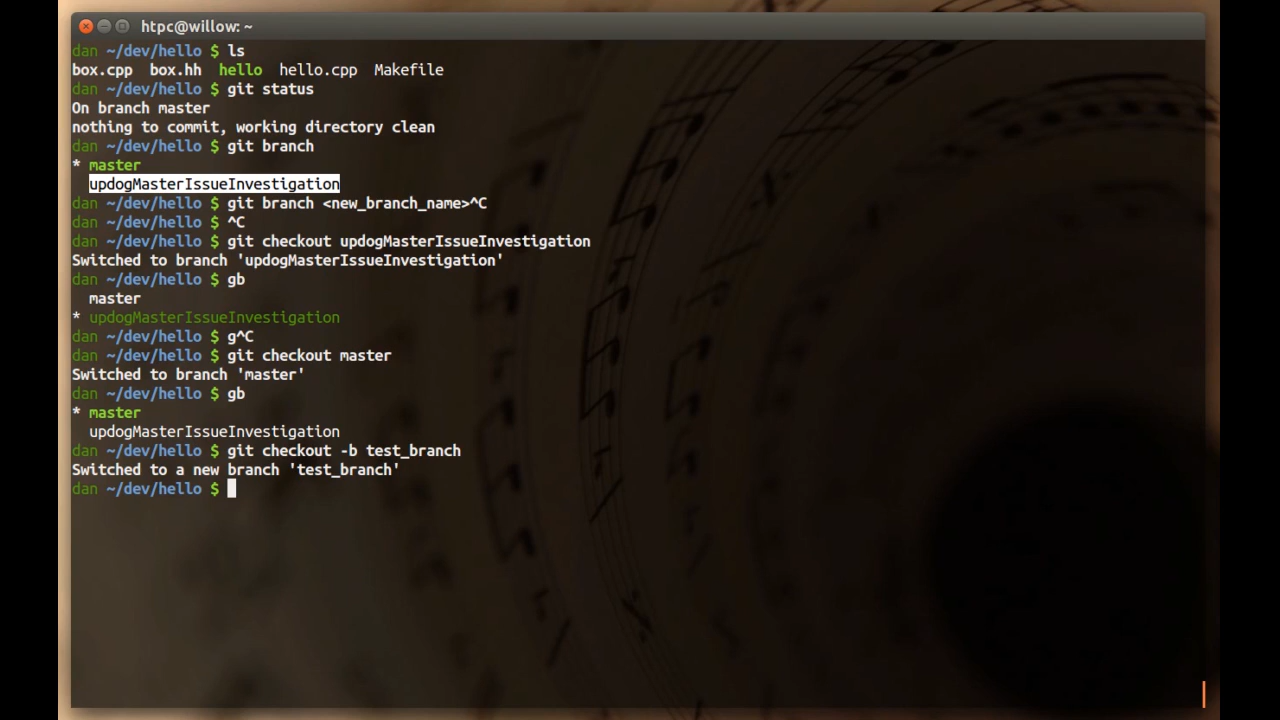 htpc@willow: ~
dan ~/dev/hello $ ls
box.cpp  box.hh  hello  hello.cpp  Makefile
dan ~/dev/hello $ git status
On branch master
nothing to commit, working directory clean
dan ~/dev/hello $ git branch
* master
  updogMasterIssueInvestigation
dan ~/dev/hello $ git branch <new_branch_name>^C
dan ~/dev/hello $ ^C
dan ~/dev/hello $ git checkout updogMasterIssueInvestigation
Switched to branch 'updogMasterIssueInvestigation'
dan ~/dev/hello $ gb
  master
* updogMasterIssueInvestigation
dan ~/dev/hello $ g^C
dan ~/dev/hello $ git checkout master
Switched to branch 'master'
dan ~/dev/hello $ gb
* master
  updogMasterIssueInvestigation
dan ~/dev/hello $ git checkout -b test_branch
Switched to a new branch 'test_branch'
dan ~/dev/hello $